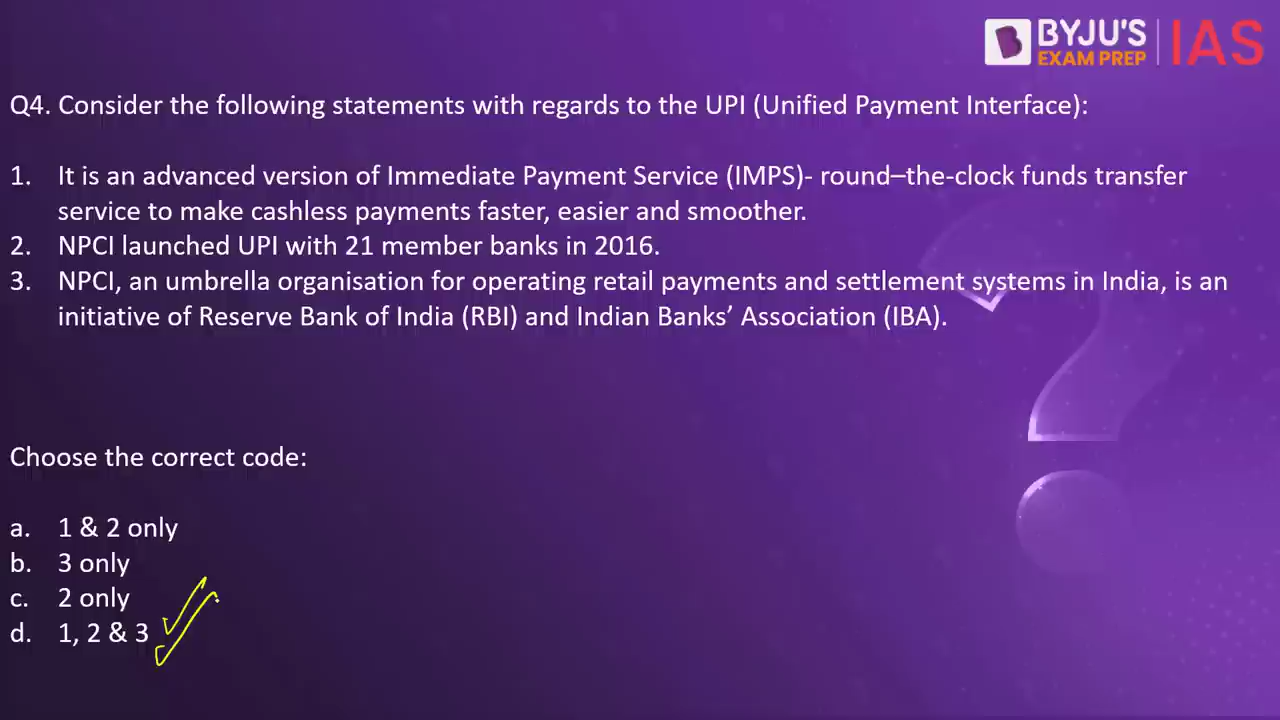 BYJU'S
EXAM PREP
IAS
Q4. Consider the following statements with regards to the UPI (Unified Payment Interface):
1. It is an advanced version of Immediate Payment Service (IMPS)- round–the-clock funds transfer
service to make cashless payments faster, easier and smoother.
2. NPCI launched UPI with 21 member banks in 2016.
3. NPCI, an umbrella organisation for operating retail payments and settlement systems in India, is an
initiative of Reserve Bank of India (RBI) and Indian Banks’ Association (IBA).
Choose the correct code:
a. 1 & 2 only
b. 3 only
c. 2 only
d. 1, 2 & 3